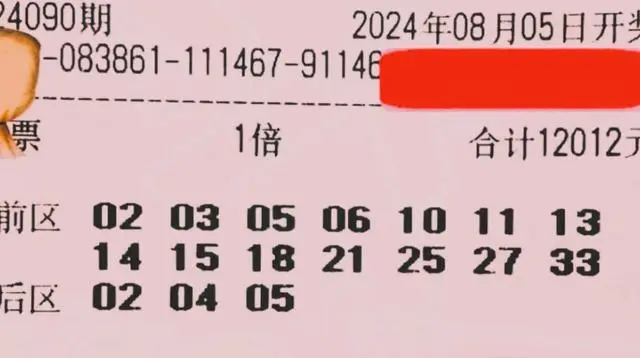 24090期 2024年08月05日开奖
-083861-111467-91146
票 1倍 合计12012元
前区 02 03 05 06 10 11 13
14 15 18 21 25 27 33
后区 02 04 05